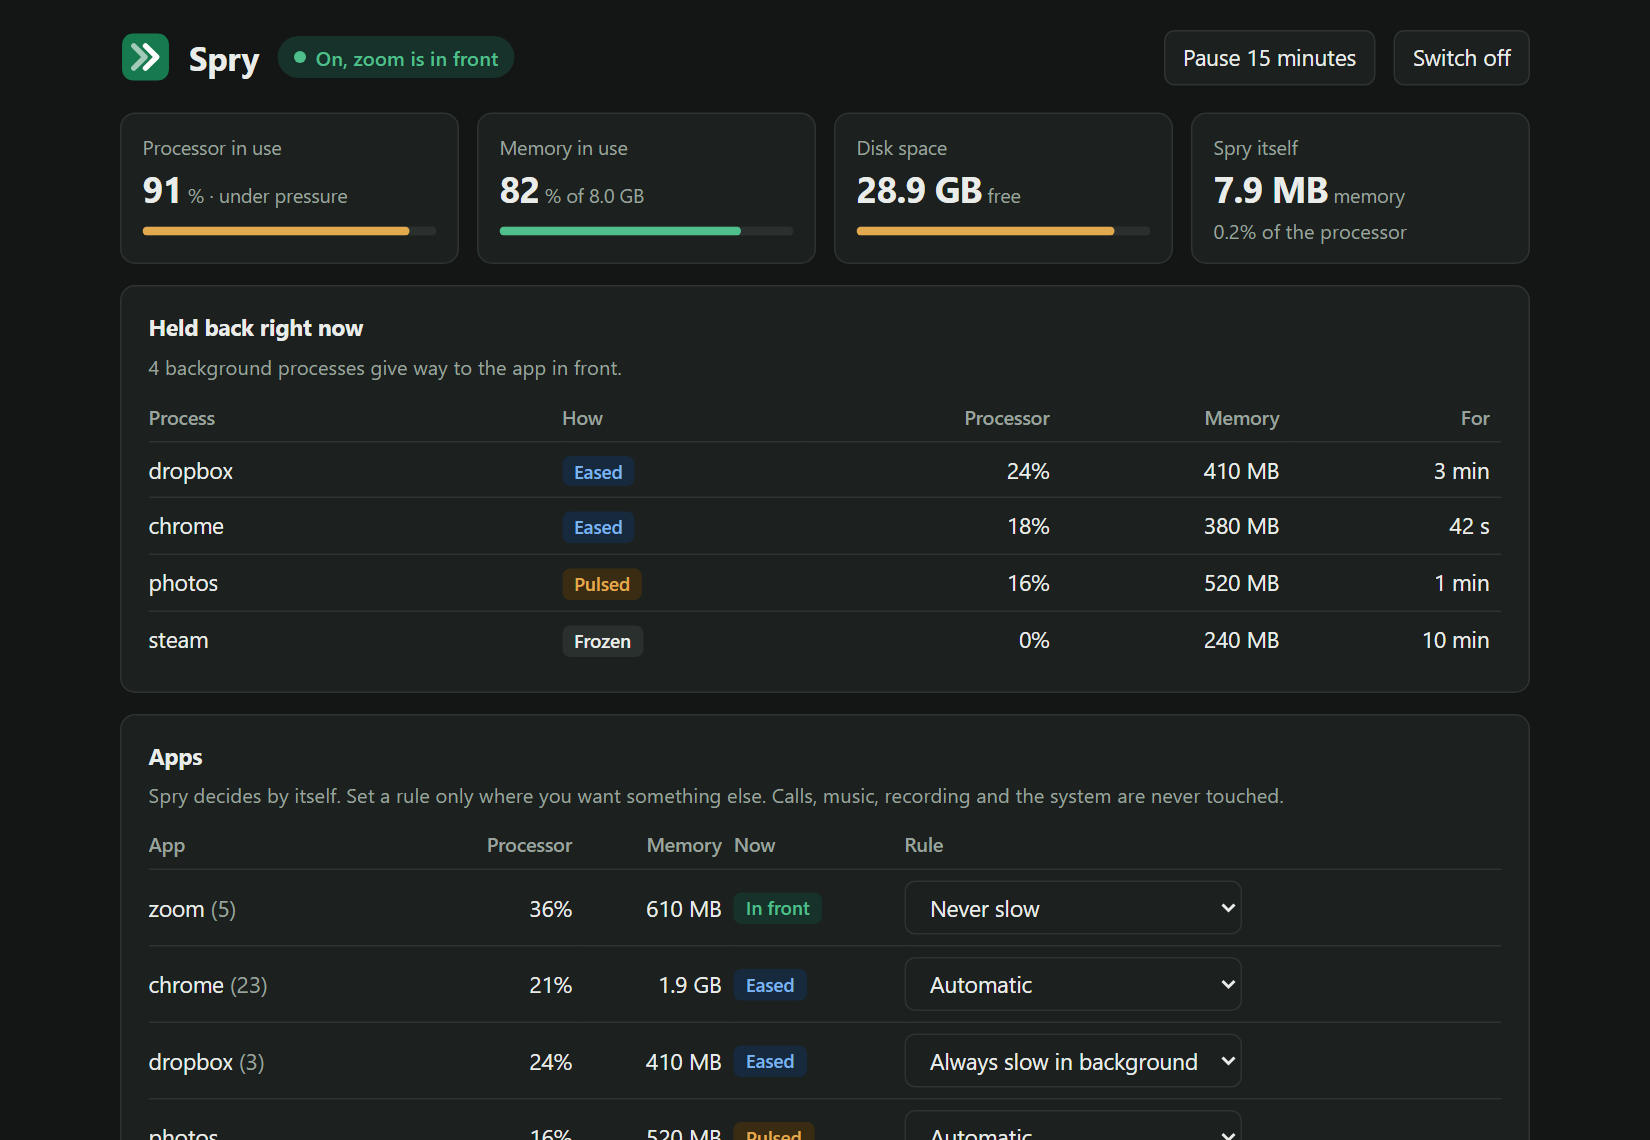 Spry
On, zoom is in front
Pause 15 minutes
Switch off
Processor in use
91 % · under pressure
Memory in use
82 % of 8.0 GB
Disk space
28.9 GB free
Spry itself
7.9 MB memory
0.2% of the processor
Held back right now
4 background processes give way to the app in front.
Process How Processor Memory For
dropbox Eased 24% 410 MB 3 min
chrome Eased 18% 380 MB 42 s
photos Pulsed 16% 520 MB 1 min
steam Frozen 0% 240 MB 10 min
Apps
Spry decides by itself. Set a rule only where you want something else. Calls, music, recording and the system are never touched.
App Processor Memory Now Rule
zoom (5) 36% 610 MB In front Never slow
chrome (23) 21% 1.9 GB Eased Automatic
dropbox (3) 24% 410 MB Eased Always slow in background
photos 16% 520 MB Pulsed Automatic